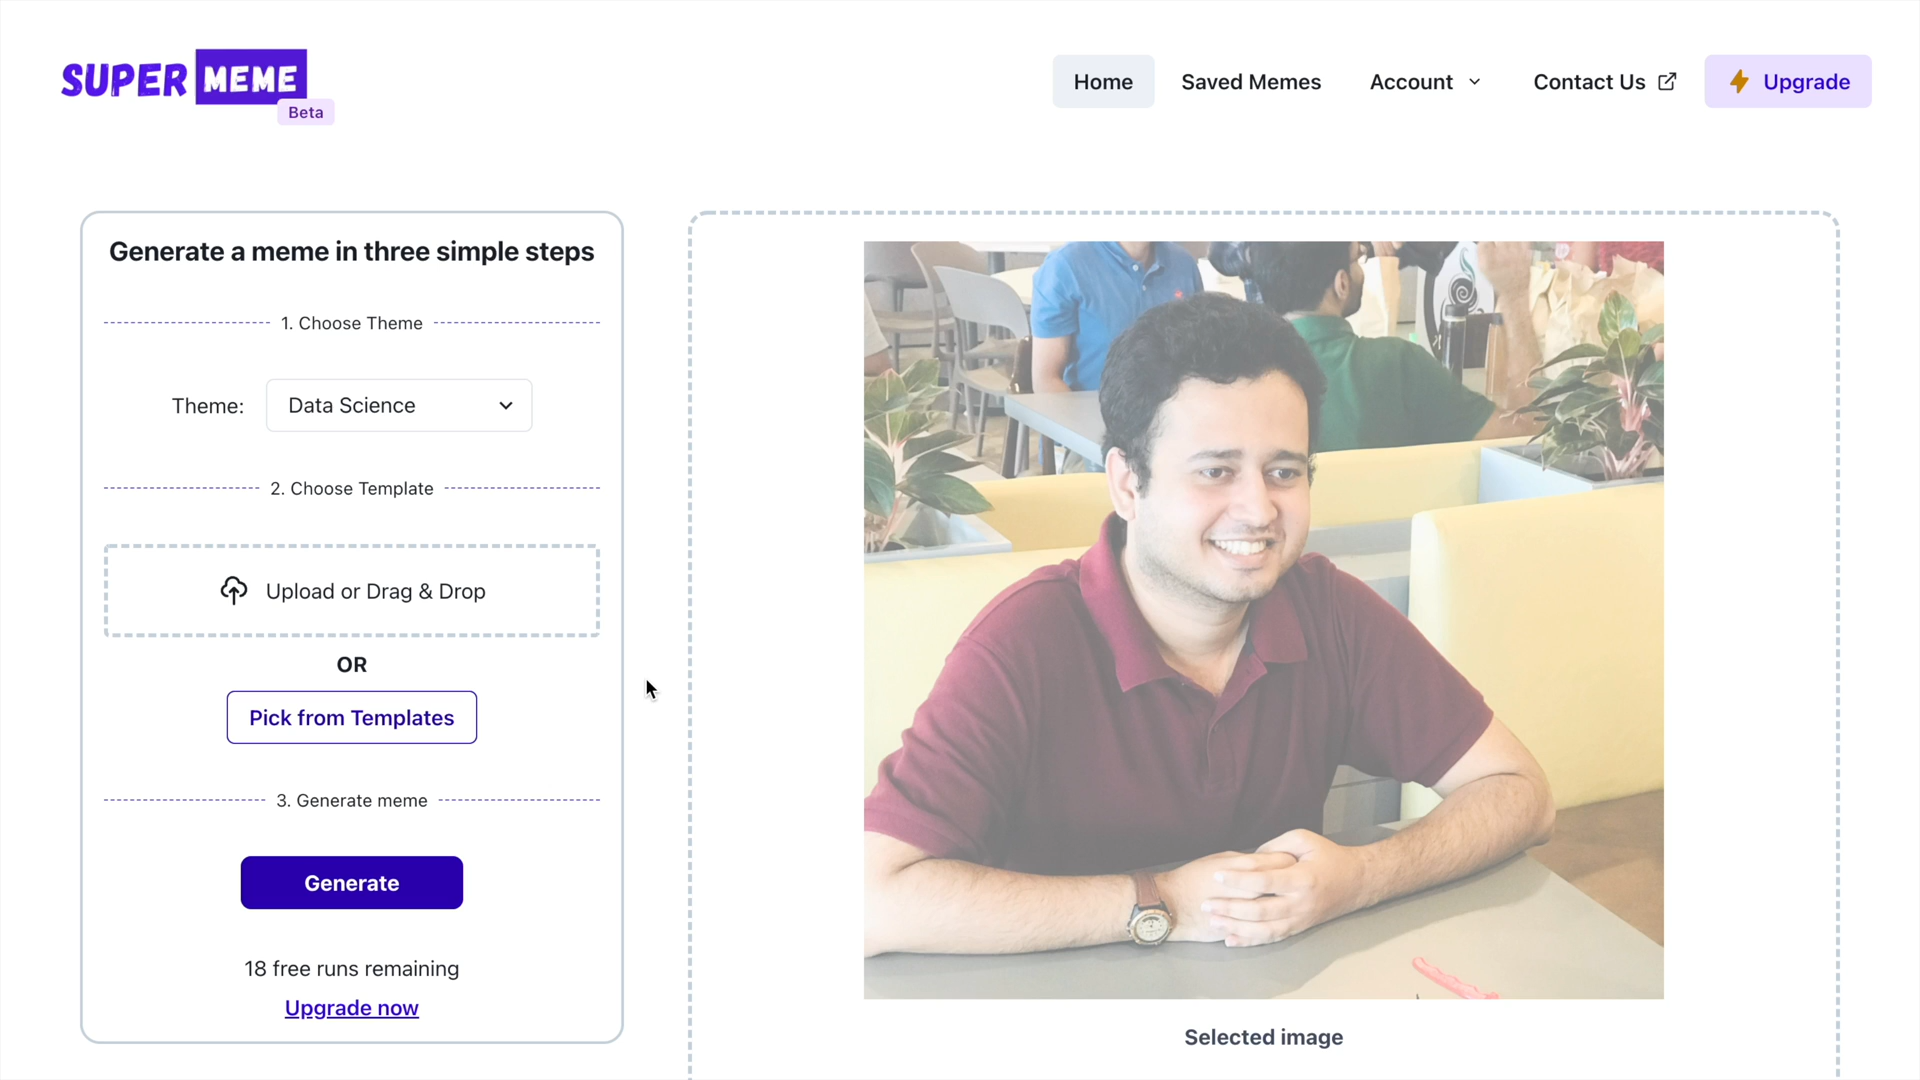 SUPER MEME
Beta
Home
Saved Memes
Account
Contact Us
Upgrade
Generate a meme in three simple steps
1. Choose Theme
Theme:
Data Science
2. Choose Template
Upload or Drag & Drop
OR
Pick from Templates
3. Generate meme
Generate
18 free runs remaining
Upgrade now
Selected image